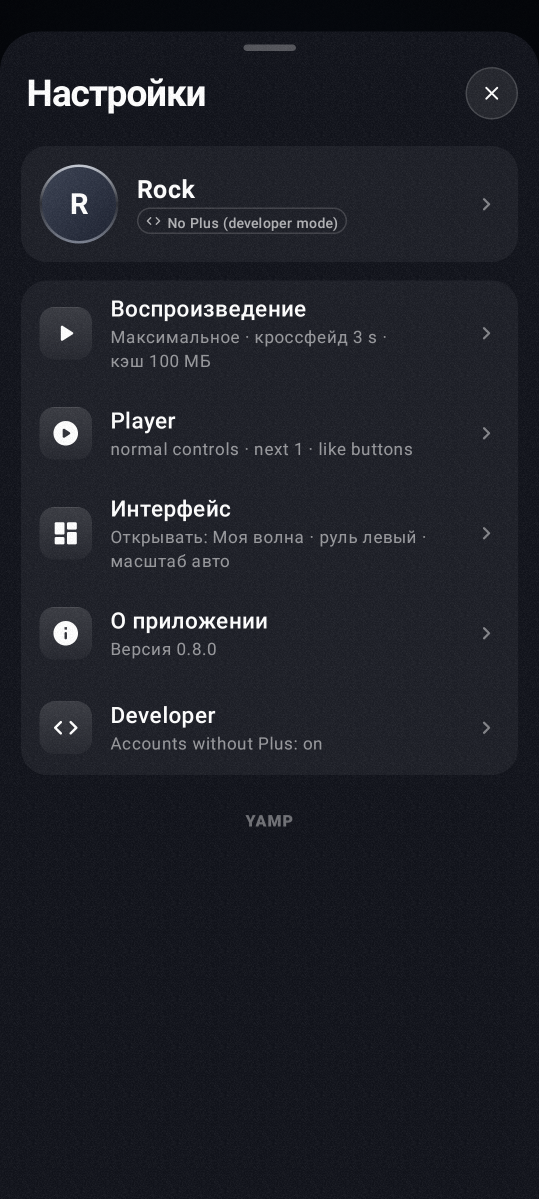 Настройки
R
Rock
No Plus (developer mode)
Воспроизведение
Максимальное · кроссфейд 3 s ·
кэш 100 МБ
Player
normal controls · next 1 · like buttons
Интерфейс
Открывать: Моя волна · руль левый ·
масштаб авто
О приложении
Версия 0.8.0
Developer
Accounts without Plus: on
YAMP